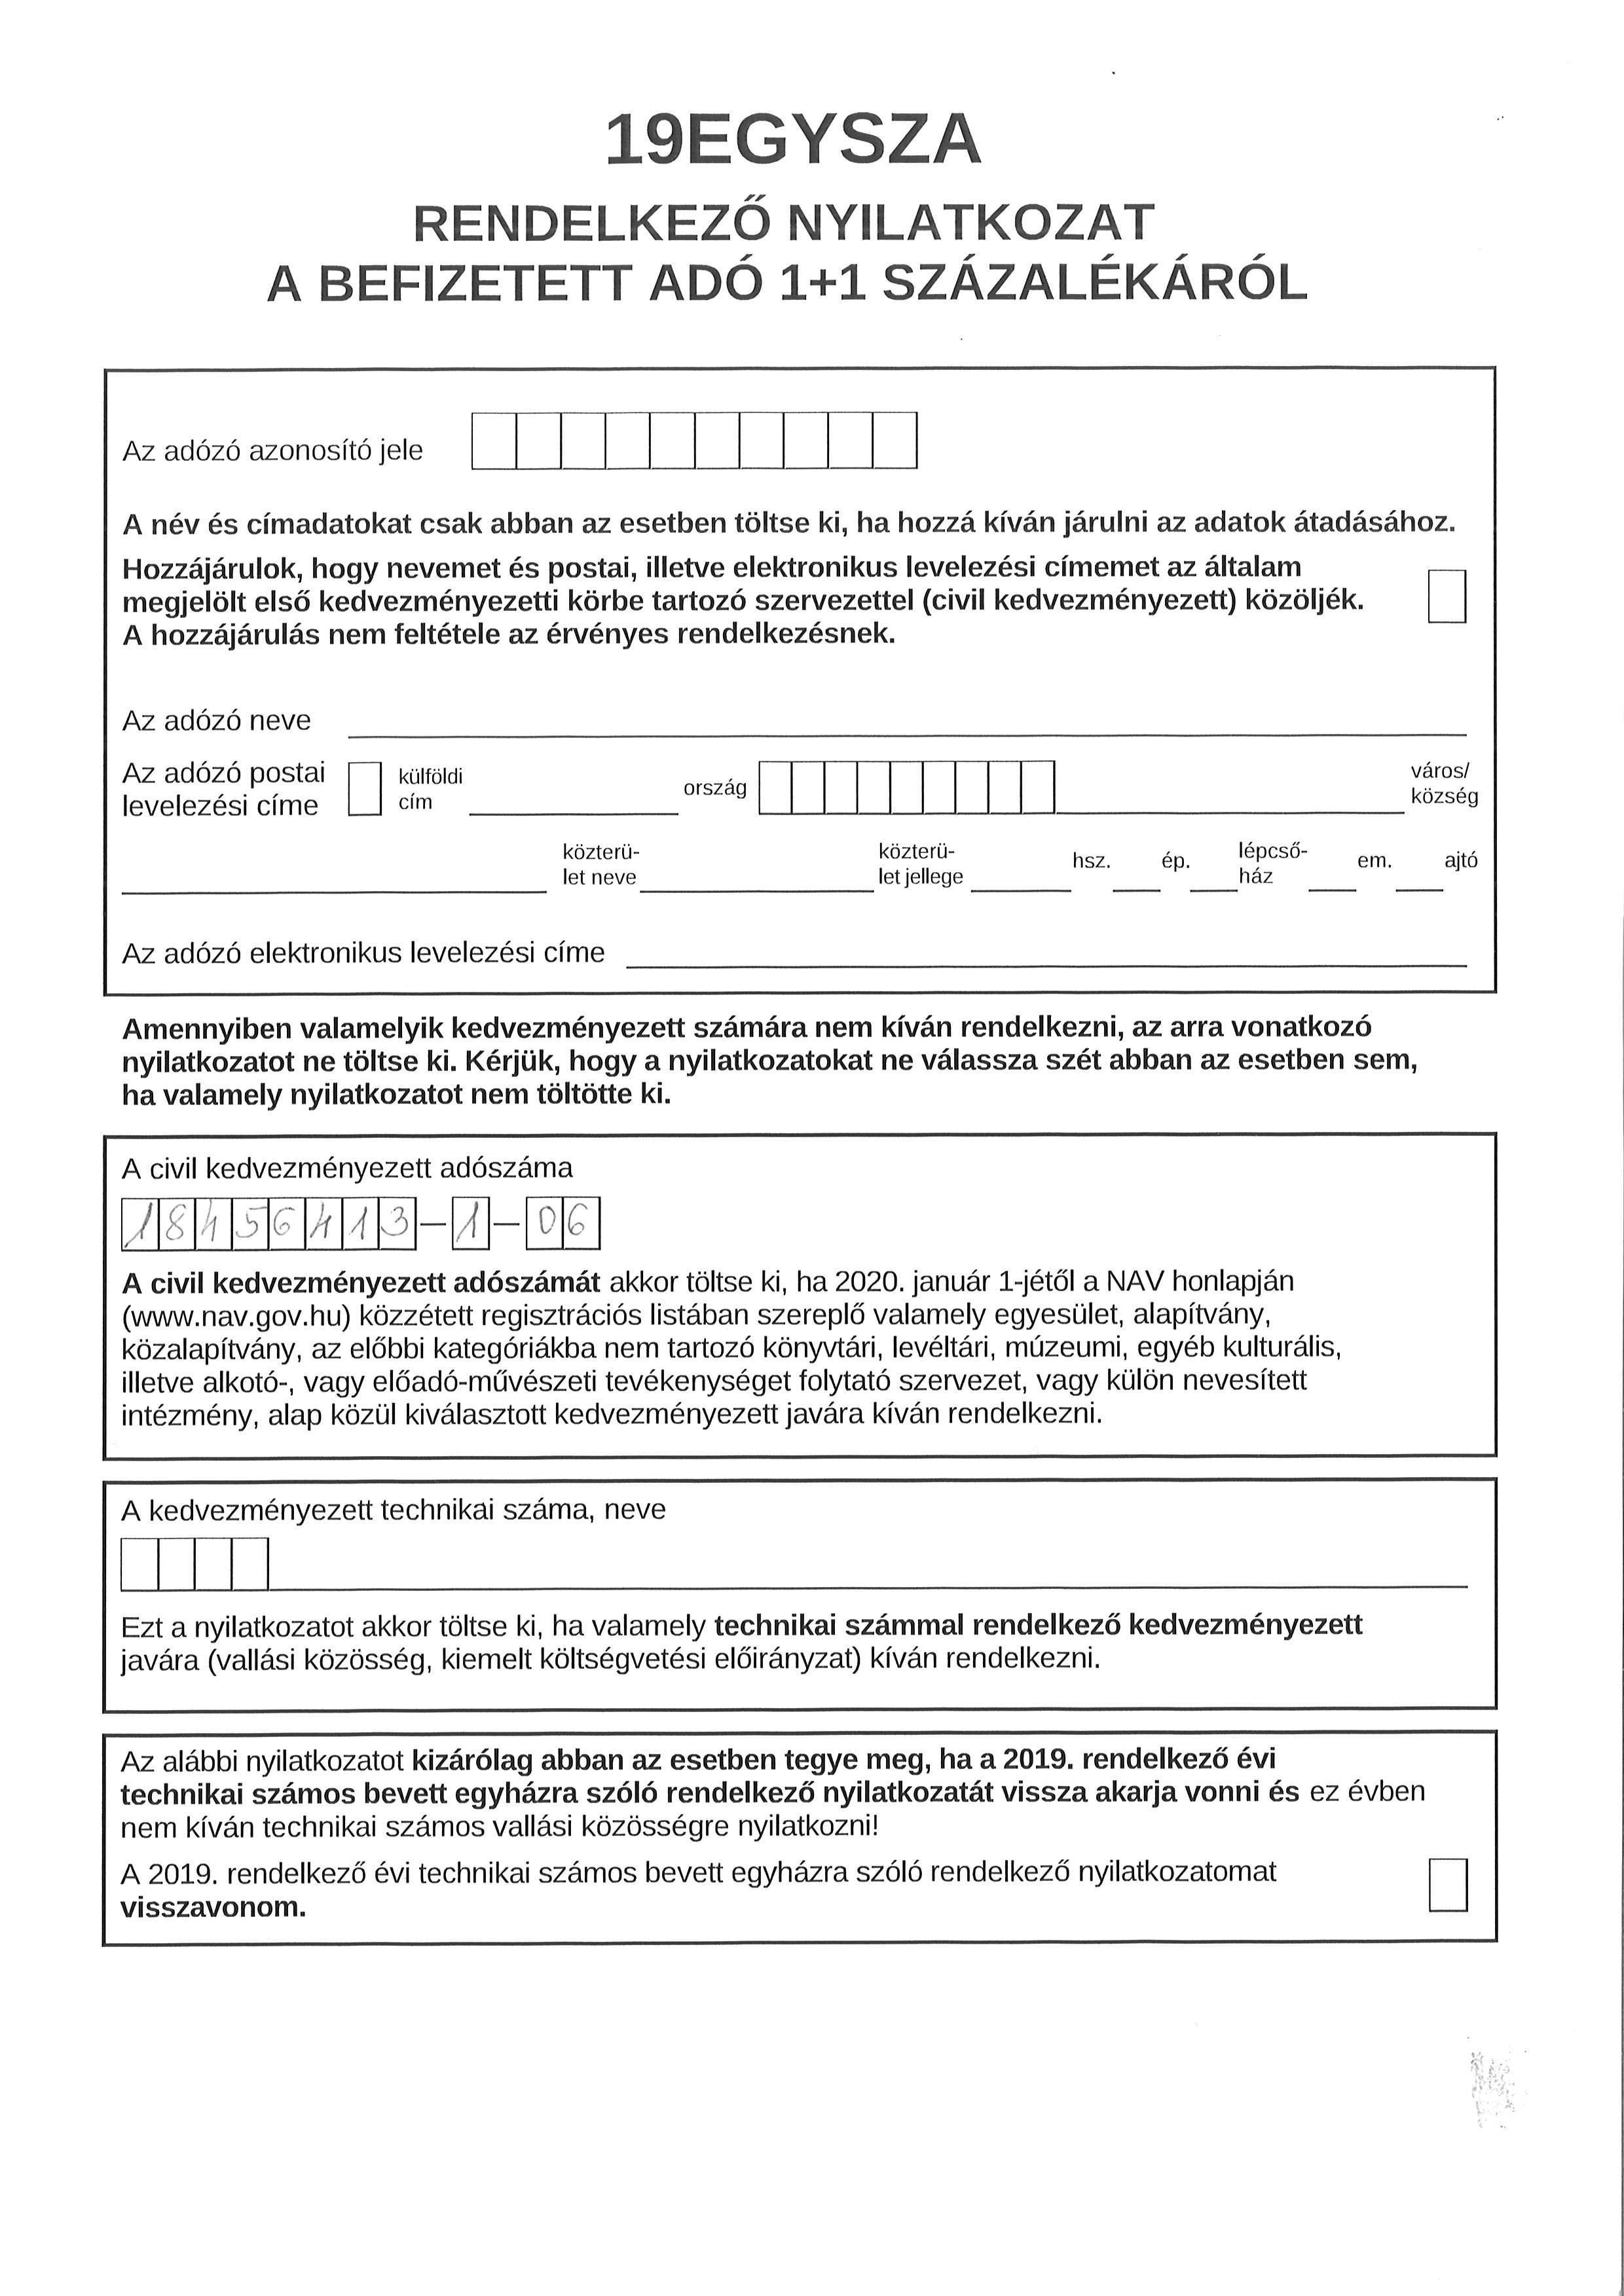 19EGYSZA
RENDELKEZŐ NYILATKOZAT
A BEFIZETETT ADÓ 1+1 SZÁZALÉKÁRÓL
Az adózó azonosító jele
A név és címadatokat csak abban az esetben töltse ki, ha hozzá kíván járulni az adatok átadásához.
Hozzájárulok, hogy nevemet és postai, illetve elektronikus levelezési címemet az általam
megjelölt első kedvezményezetti körbe tartozó szervezettel (civil kedvezményezett) közöljék.
A hozzájárulás nem feltétele az érvényes rendelkezésnek.
Az adózó neve
Az adózó postai
levelezési címe
külföldi
cím
ország
város/
község
közterü-
let neve
közterü-
let jellege
hsz.
ép.
lépcső-
ház
em.
ajtó
Az adózó elektronikus levelezési címe
Amennyiben valamelyik kedvezményezett számára nem kíván rendelkezni, az arra vonatkozó
nyilatkozatot ne töltse ki. Kérjük, hogy a nyilatkozatokat ne válassza szét abban az esetben sem,
ha valamely nyilatkozatot nem töltötte ki.
A civil kedvezményezett adószáma
18456413-1-06
A civil kedvezményezett adószámát akkor töltse ki, ha 2020. január 1-jétől a NAV honlapján
(www.nav.gov.hu) közzétett regisztrációs listában szereplő valamely egyesület, alapítvány,
közalapítvány, az előbbi kategóriákba nem tartozó könyvtári, levéltári, múzeumi, egyéb kulturális,
illetve alkotó-, vagy előadó-művészeti tevékenységet folytató szervezet, vagy külön nevesített
intézmény, alap közül kiválasztott kedvezményezett javára kíván rendelkezni.
A kedvezményezett technikai száma, neve
Ezt a nyilatkozatot akkor töltse ki, ha valamely technikai számmal rendelkező kedvezményezett
javára (vallási közösség, kiemelt költségvetési előirányzat) kíván rendelkezni.
Az alábbi nyilatkozatot kizárólag abban az esetben tegye meg, ha a 2019. rendelkező évi
technikai számos bevett egyházra szóló rendelkező nyilatkozatát vissza akarja vonni és ez évben
nem kíván technikai számos vallási közösségre nyilatkozni!
A 2019. rendelkező évi technikai számos bevett egyházra szóló rendelkező nyilatkozatomat
visszavonom.